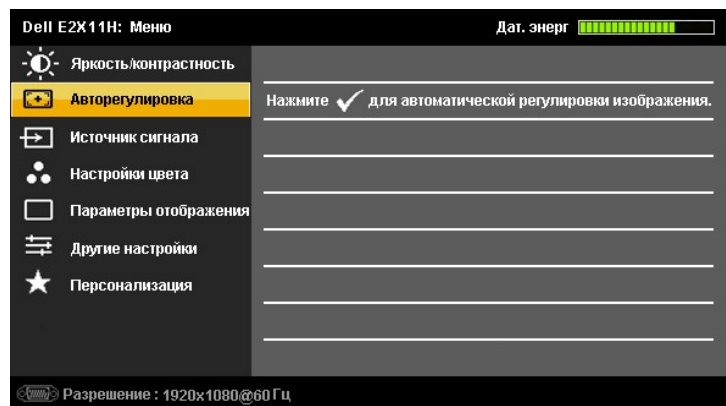 Dell E2X11H: Меню
Дат. энерг
Яркость/контрастность
Авторегулировка
Нажмите для автоматической регулировки изображения.
Источник сигнала
Настройки цвета
Параметры отображения
Другие настройки
Персонализация
Разрешение : 1920x1080@60 Гц